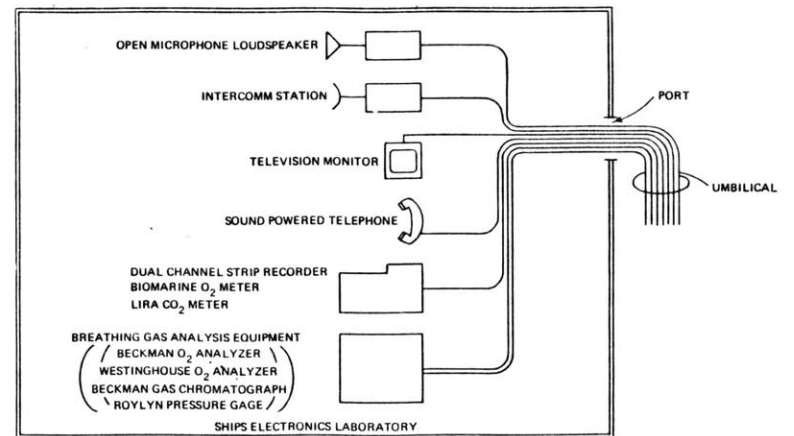 OPEN MICROPHONE LOUDSPEAKER
INTERCOMM STATION
PORT
TELEVISION MONITOR
UMBILICAL
SOUND POWERED TELEPHONE
DUAL CHANNEL STRIP RECORDER
BIOMARINE O₂ METER
LIRA CO₂ METER
BREATHING GAS ANALYSIS EQUIPMENT
BECKMAN O₂ ANALYZER
WESTINGHOUSE O₂ ANALYZER
BECKMAN GAS CHROMATOGRAPH
ROYLYN PRESSURE GAGE
SHIPS ELECTRONICS LABORATORY